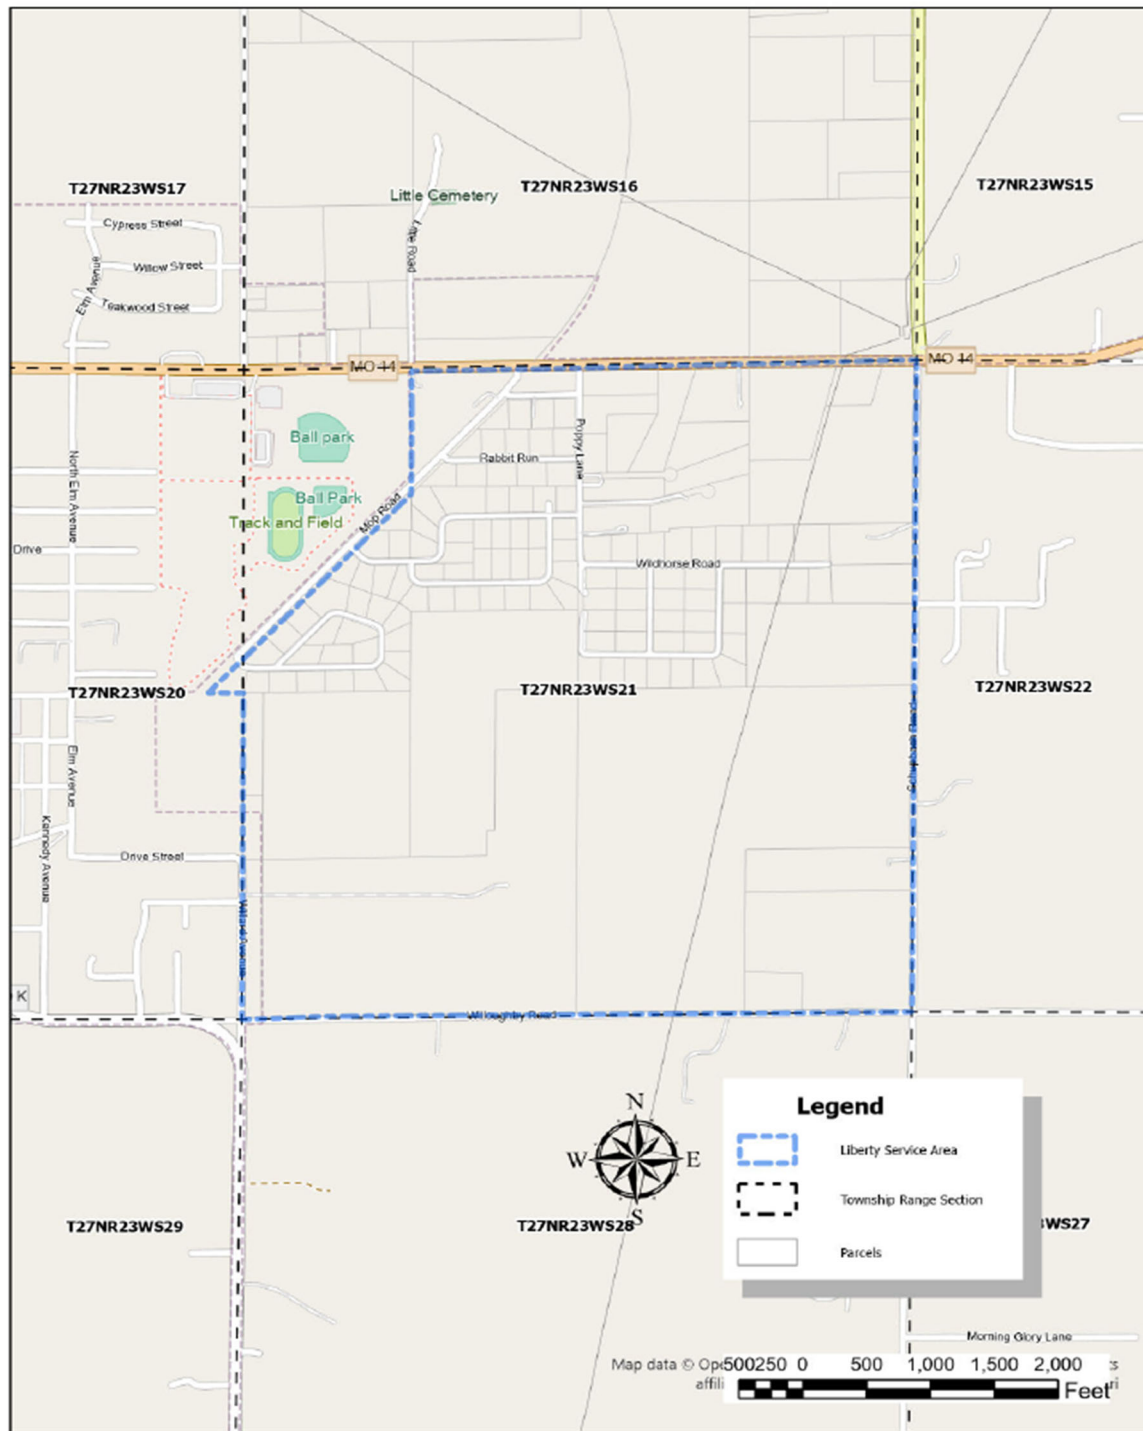 T27NR23WS17
T27NR23WS16
T27NR23WS15
Little Cemetery
Little Road
Cypress Street
Willow Street
Teakwood Street
Elm Avenue
MO 14
MO 14
Ball park
North Elm Avenue
Poppy Lane
Rabbit Run
Ball Park
Track and Field
Mop Road
Drive
Wildhorse Road
T27NR23WS20
T27NR23WS21
T27NR23WS22
Elm Avenue
Kennedy Avenue
Drive Street
K
Willoughby Road
Legend
Liberty Service Area
Township Range Section
Parcels
N
W
E
S
T27NR23WS29
T27NR23WS28
WS27
Morning Glory Lane
Map data ©
500250 0 500 1,000 1,500 2,000
Feet